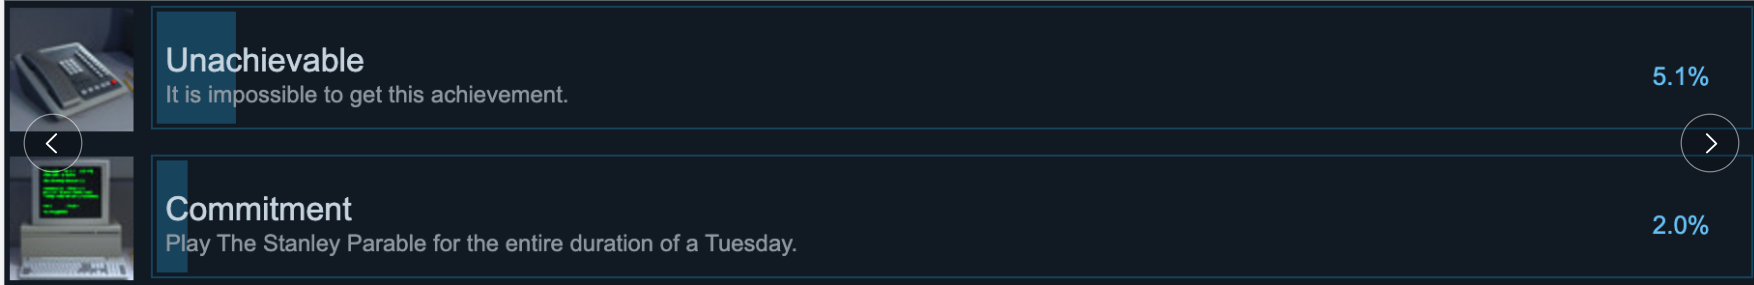 Unachievable
It is impossible to get this achievement.
5.1%
Commitment
Play The Stanley Parable for the entire duration of a Tuesday.
2.0%